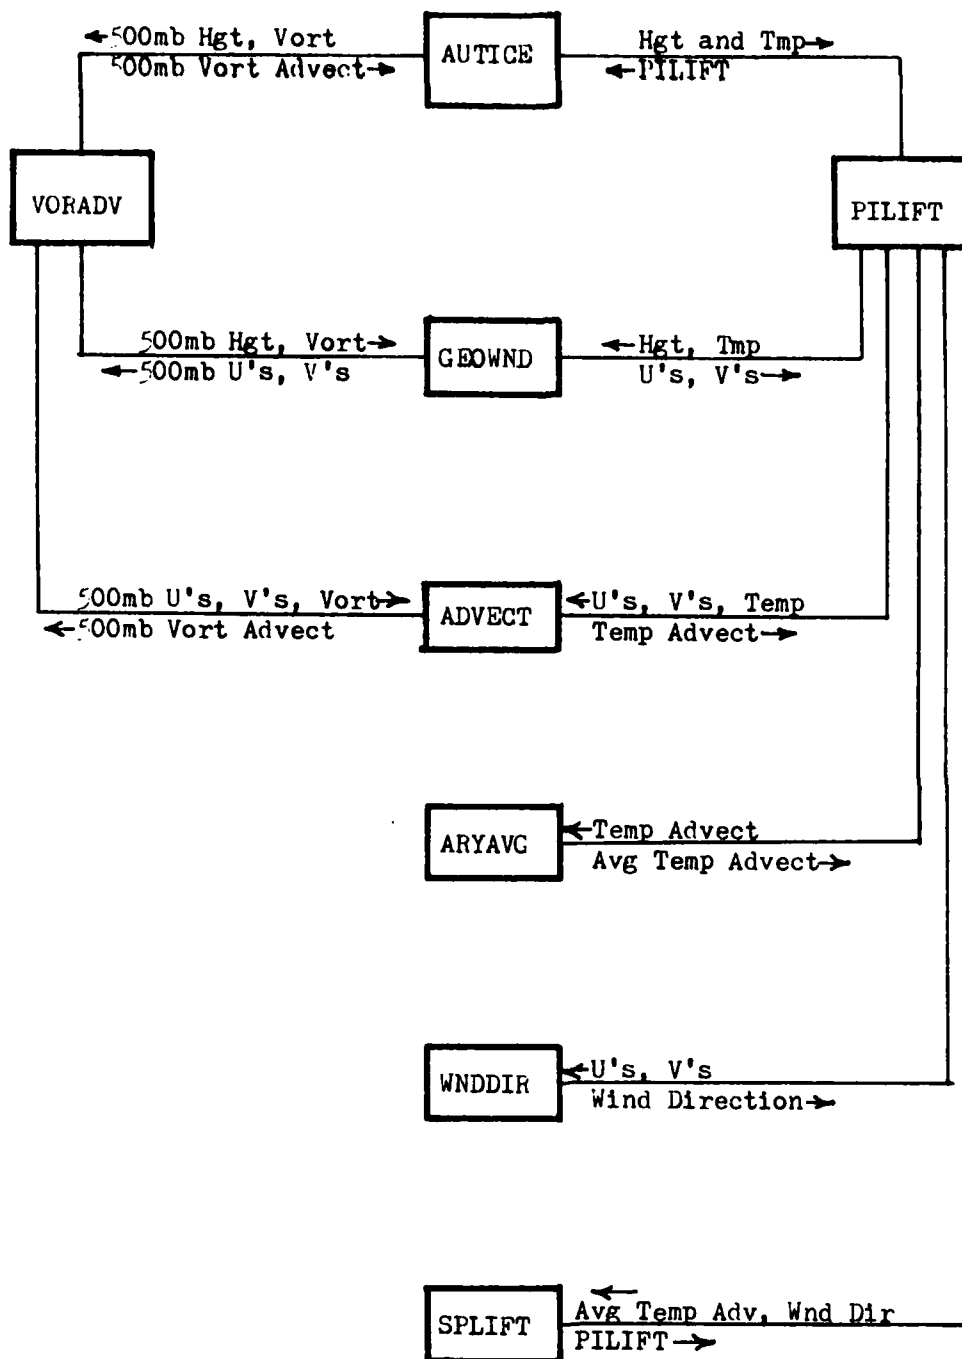 500mb Hgt, Vort
500mb Vort Advect
AUTICE
Hgt and Tmp
PILIFT
VORADV
PILIFT
500mb Hgt, Vort
500mb U's, V's
GEOWND
Hgt, Tmp
U's, V's
500mb U's, V's, Vort
500mb Vort Advect
ADVECT
U's, V's, Temp
Temp Advect
ARYAVG
Temp Advect
Avg Temp Advect
WNDDIR
U's, V's
Wind Direction
SPLIFT
Avg Temp Adv, Wnd Dir
PILIFT